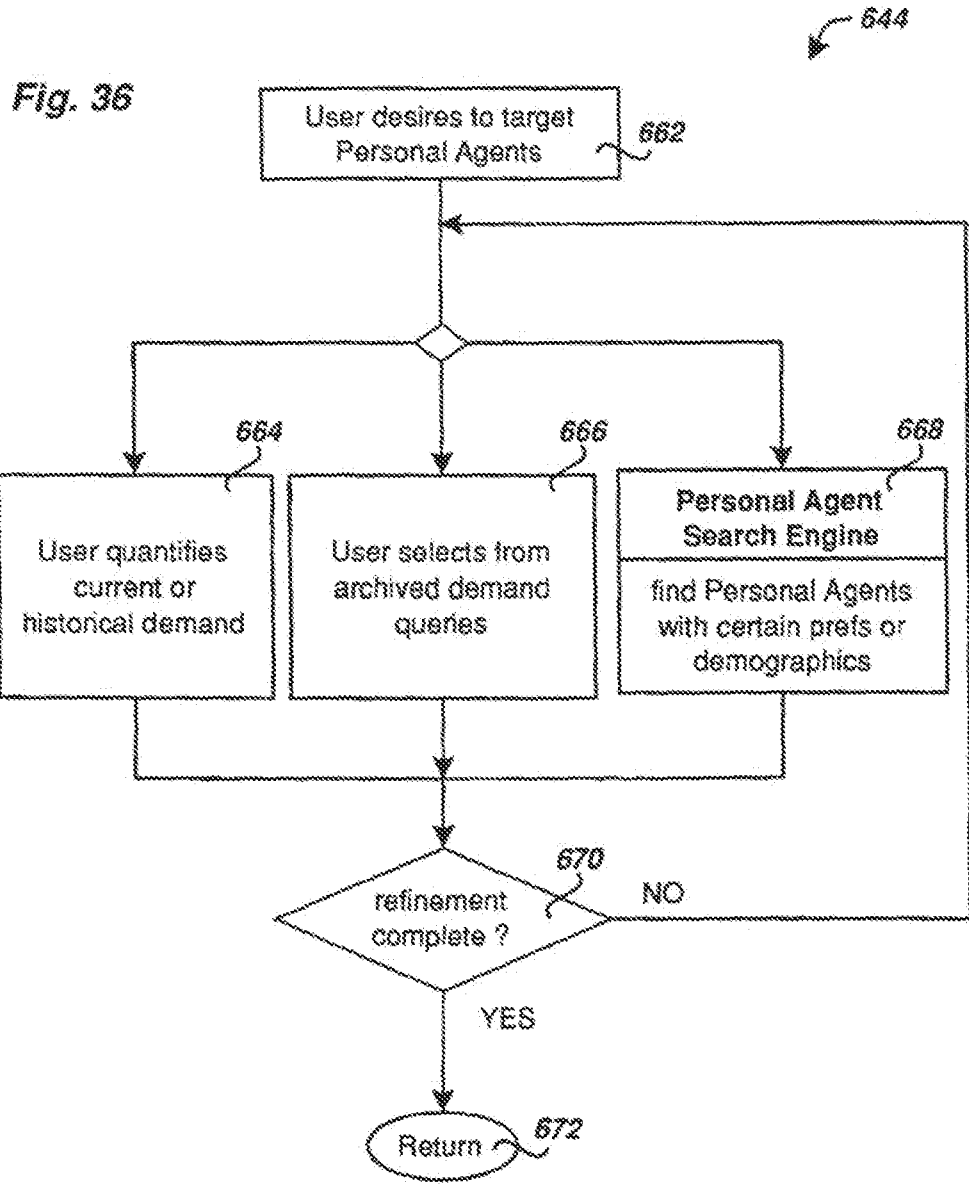 644
Fig. 36
User desires to target
Personal Agents
662
664
666
668
User quantifies
current or
historical demand
User selects from
archived demand
queries
Personal Agent
Search Engine
find Personal Agents
with certain prefs or
demographics
670
refinement
complete ?
NO
YES
Return
672